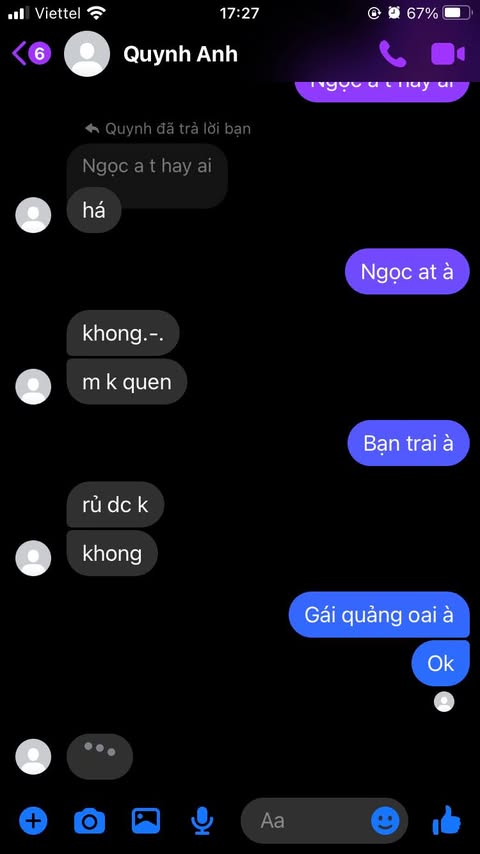 Viettel
17:27
67%
6
Quynh Anh
Ngọc a t hay ai
Quynh đã trả lời bạn
Ngọc a t hay ai
há
Ngọc at à
khong.-.
m k quen
Bạn trai à
rủ dc k
khong
Gái quảng oai à
Ok
Aa